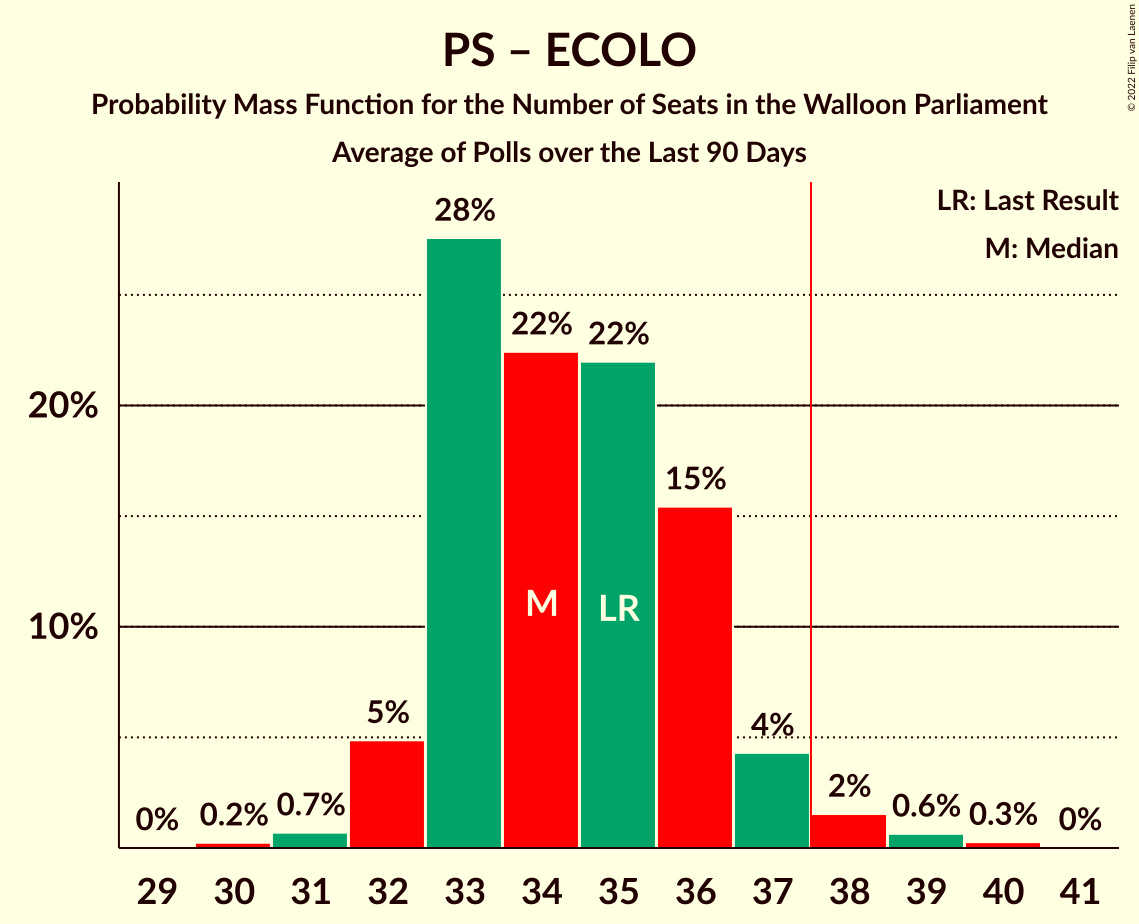 PS – ECOLO
Probability Mass Function for the Number of Seats in the Walloon Parliament
Average of Polls over the Last 90 Days
© 2022 Filip van Laenen
LR: Last Result
M: Median
28%
22%
22%
20%
15%
M
LR
10%
5%
4%
2%
0%
0.2%
0.7%
0.6%
0.3%
0%
29 30 31 32 33 34 35 36 37 38 39 40 41